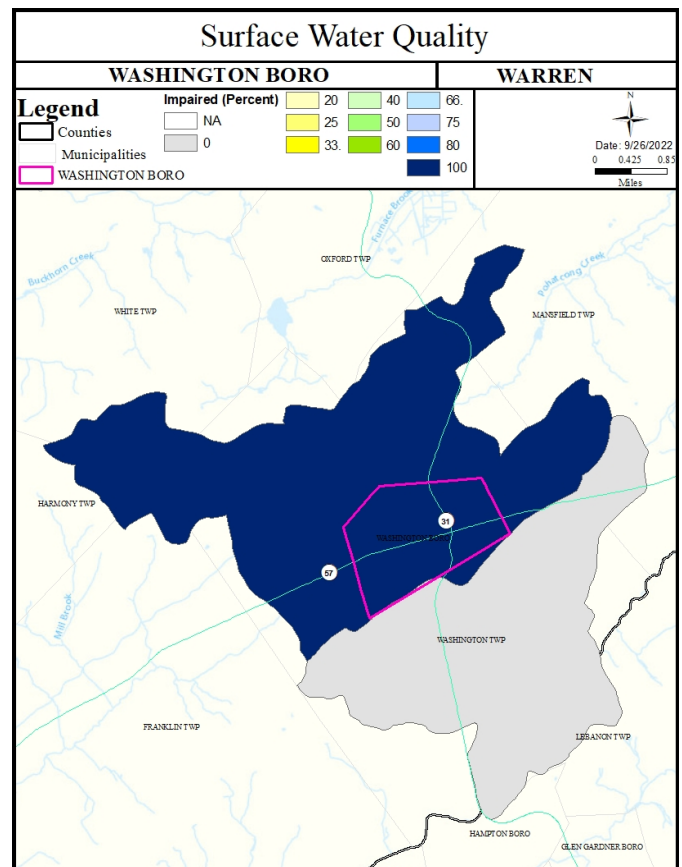 Surface Water Quality
WASHINGTON BORO
WARREN
Legend
Counties
Municipalities
WASHINGTON BORO
Impaired (Percent)
NA
0
20
25
33.
40
50
60
66.
75
80
100
N
Date: 9/26/2022
0 0.425 0.85
Miles
Furnace Brook
OXFORD TWP
Buckhorn Creek
Pohatcong Creek
WHITE TWP
MANSFIELD TWP
HARMONY TWP
31
WASHINGTON BORO
57
Mill Brook
WASHINGTON TWP
FRANKLIN TWP
LEBANON TWP
HAMPTON BORO
GLEN GARDNER BORO